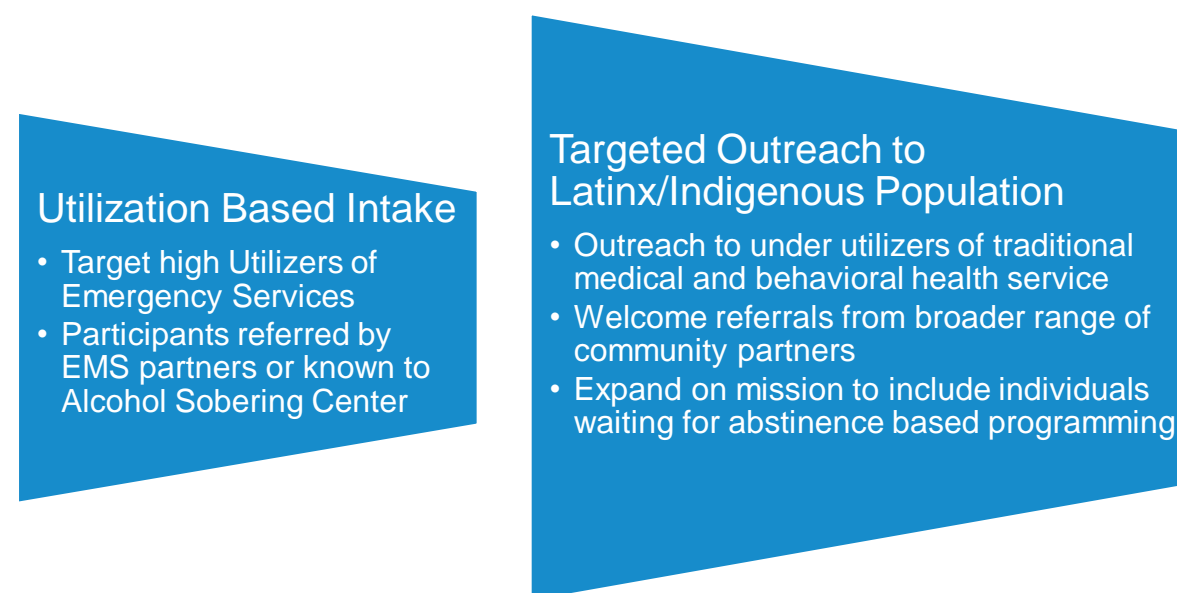 Utilization Based Intake
• Target high Utilizers of
Emergency Services
• Participants referred by
EMS partners or known to
Alcohol Sobering Center
Targeted Outreach to
Latinx/Indigenous Population
• Outreach to under utilizers of traditional
medical and behavioral health service
• Welcome referrals from broader range of
community partners
• Expand on mission to include individuals
waiting for abstinence based programming